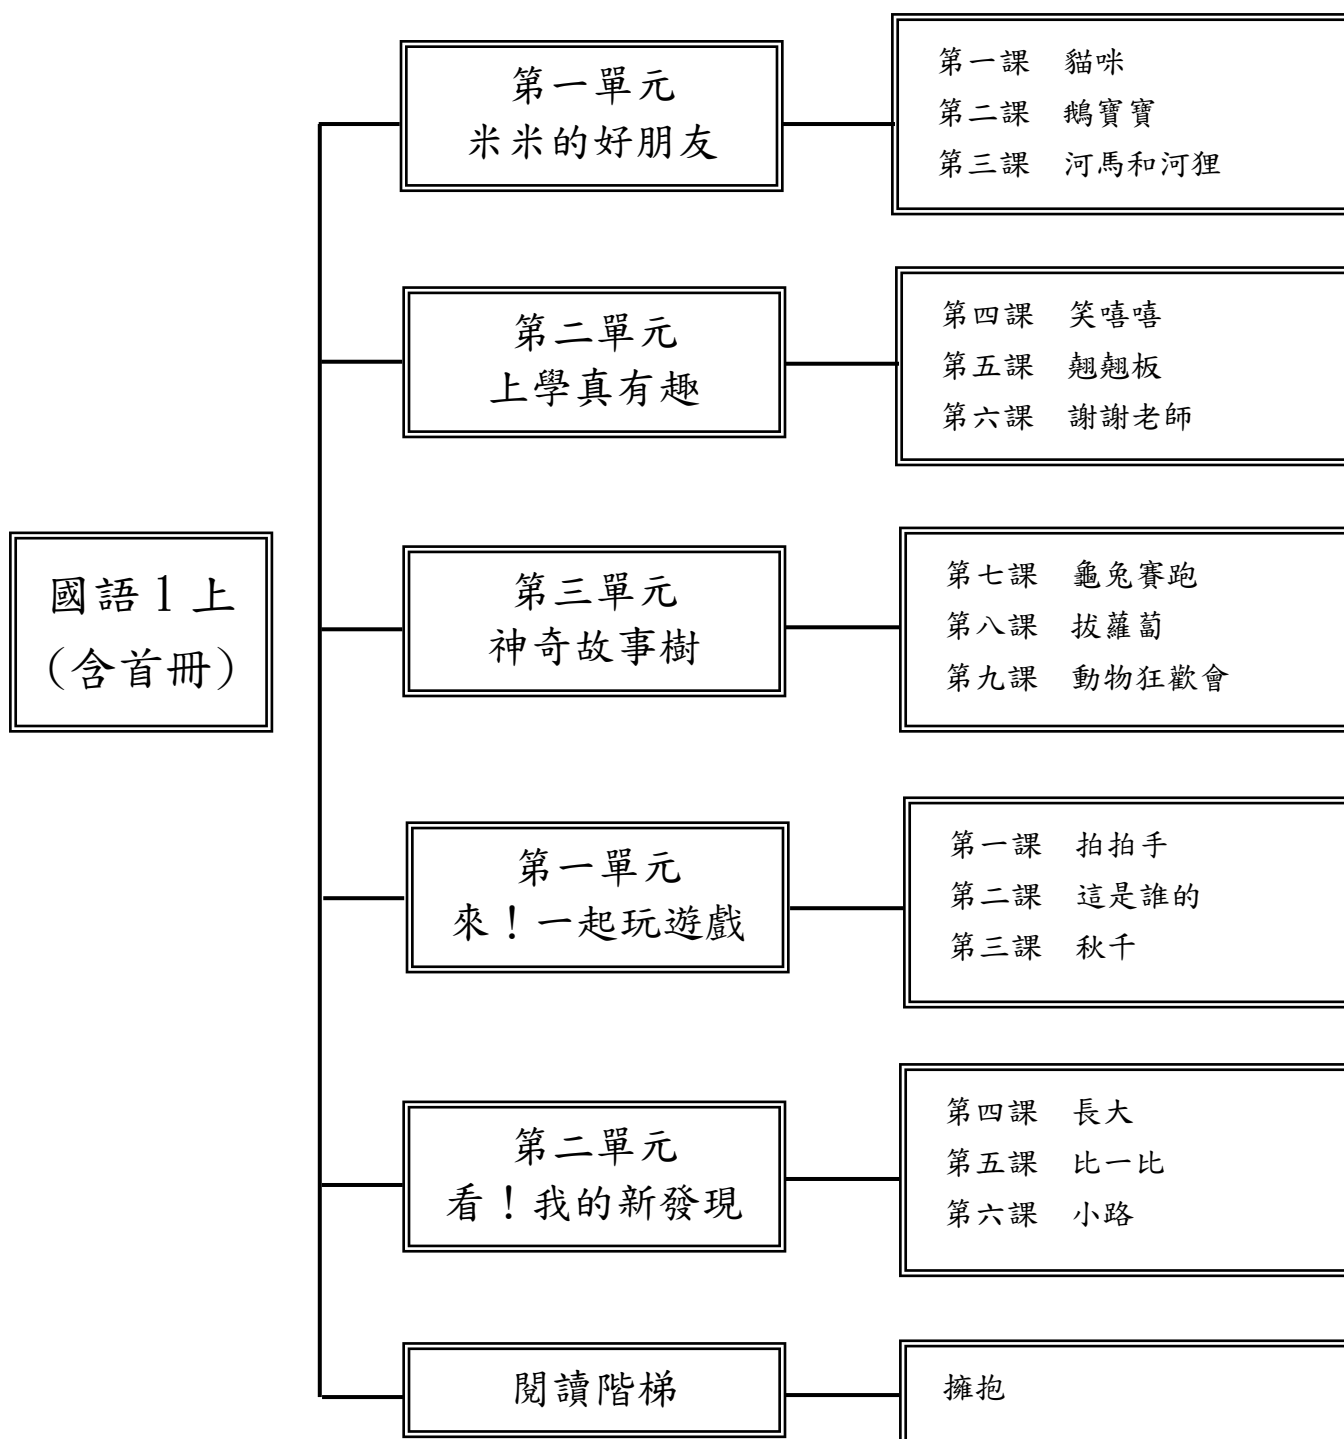 國語1上
(含首冊)
第一單元
米米的好朋友
第一課　貓咪
第二課　鵝寶寶
第三課　河馬和河狸
第二單元
上學真有趣
第四課　笑嘻嘻
第五課　翹翹板
第六課　謝謝老師
第三單元
神奇故事樹
第七課　龜兔賽跑
第八課　拔蘿蔔
第九課　動物狂歡會
第一單元
來！一起玩遊戲
第一課　拍拍手
第二課　這是誰的
第三課　秋千
第二單元
看！我的新發現
第四課　長大
第五課　比一比
第六課　小路
閱讀階梯
擁抱